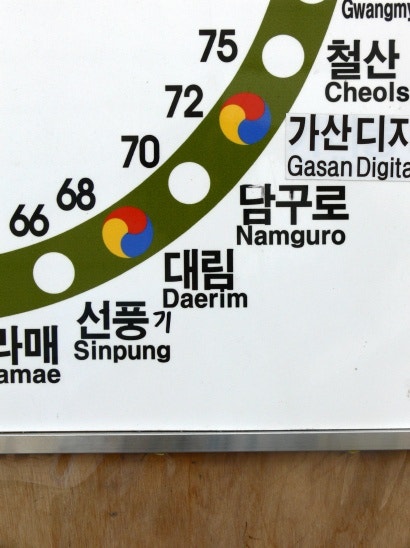 Gwangmy
75
철산
Cheols
72
가산디지
Gasan Digita
70
담구로
Namguro
68
대림
Daerim
66
선풍기
Sinpung
라매
amae